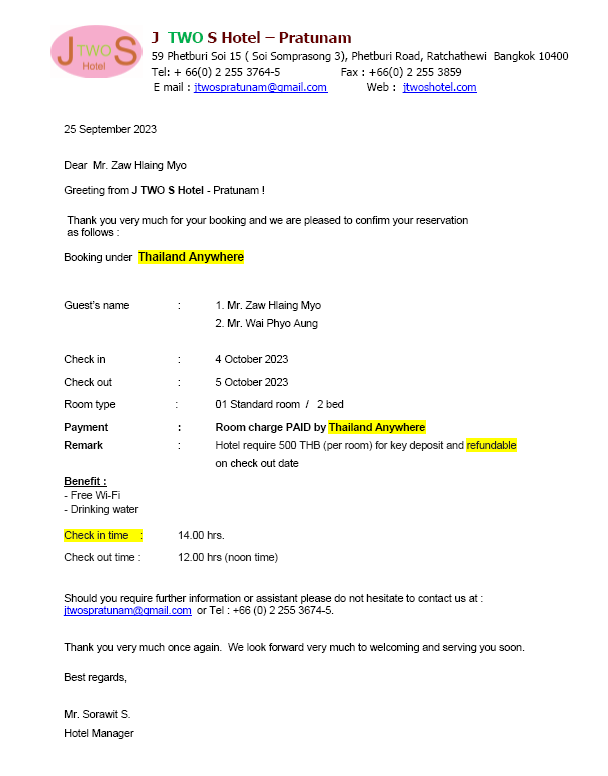 J TWO S
Hotel
J TWO S Hotel – Pratunam
59 Phetburi Soi 15 ( Soi Somprasong 3), Phetburi Road, Ratchathewi Bangkok 10400
Tel: + 66(0) 2 255 3764-5 Fax : +66(0) 2 255 3859
E mail : jtwospratunam@gmail.com Web : jtwoshotel.com
25 September 2023
Dear Mr. Zaw Hlaing Myo
Greeting from J TWO S Hotel - Pratunam !
Thank you very much for your booking and we are pleased to confirm your reservation
as follows :
Booking under Thailand Anywhere
Guest's name : 1. Mr. Zaw Hlaing Myo
2. Mr. Wai Phyo Aung
Check in : 4 October 2023
Check out : 5 October 2023
Room type : 01 Standard room / 2 bed
Payment : Room charge PAID by Thailand Anywhere
Remark : Hotel require 500 THB (per room) for key deposit and refundable
on check out date
Benefit :
- Free Wi-Fi
- Drinking water
Check in time : 14.00 hrs.
Check out time : 12.00 hrs (noon time)
Should you require further information or assistant please do not hesitate to contact us at :
jtwospratunam@gmail.com or Tel : +66 (0) 2 255 3674-5.
Thank you very much once again. We look forward very much to welcoming and serving you soon.
Best regards,
Mr. Sorawit S.
Hotel Manager